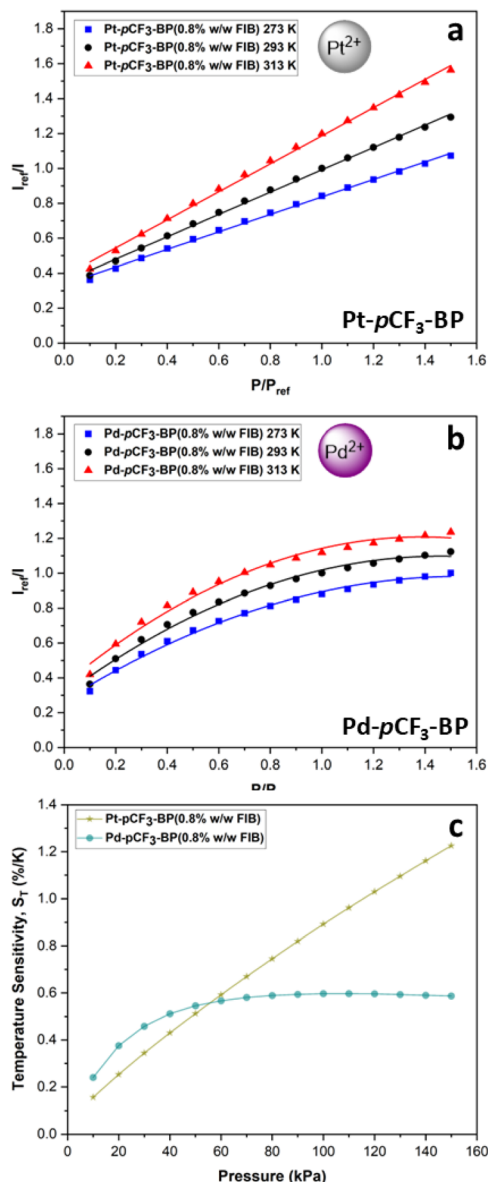 a
Pt-pCF₃-BP(0.8% w/w FIB) 273 K
Pt-pCF₃-BP(0.8% w/w FIB) 293 K
Pt-pCF₃-BP(0.8% w/w FIB) 313 K
Pt²⁺
1.8
1.6
1.4
1.2
1.0
0.8
0.6
0.4
0.2
0.0
I_ref/I
Pt-pCF₃-BP
0.0 0.2 0.4 0.6 0.8 1.0 1.2 1.4 1.6
P/P_ref
b
Pd-pCF₃-BP(0.8% w/w FIB) 273 K
Pd-pCF₃-BP(0.8% w/w FIB) 293 K
Pd-pCF₃-BP(0.8% w/w FIB) 313 K
Pd²⁺
1.8
1.6
1.4
1.2
1.0
0.8
0.6
0.4
0.2
0.0
I_ref/I
Pd-pCF₃-BP
0.0 0.2 0.4 0.6 0.8 1.0 1.2 1.4 1.6
c
Pt-pCF₃-BP(0.8% w/w FIB)
Pd-pCF₃-BP(0.8% w/w FIB)
1.4
1.2
1.0
0.8
0.6
0.4
0.2
0.0
Temperature Sensitivity, S_T (%/K)
0 20 40 60 80 100 120 140 160
Pressure (kPa)